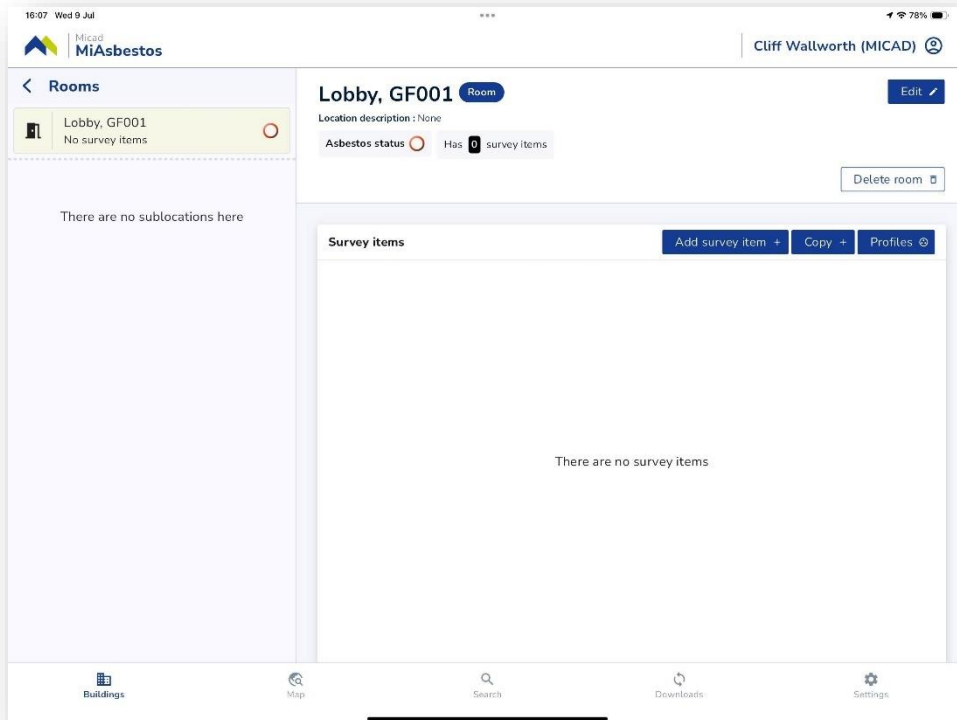 16:07 Wed 9 Jul
78%
Micad
MiAsbestos
Cliff Wallworth (MICAD)
Rooms
Lobby, GF001
No survey items
There are no sublocations here
Lobby, GF001 Room
Edit
Location description : None
Asbestos status Has 0 survey items
Delete room
Survey items
Add survey item +
Copy +
Profiles
There are no survey items
Buildings
Map
Search
Downloads
Settings